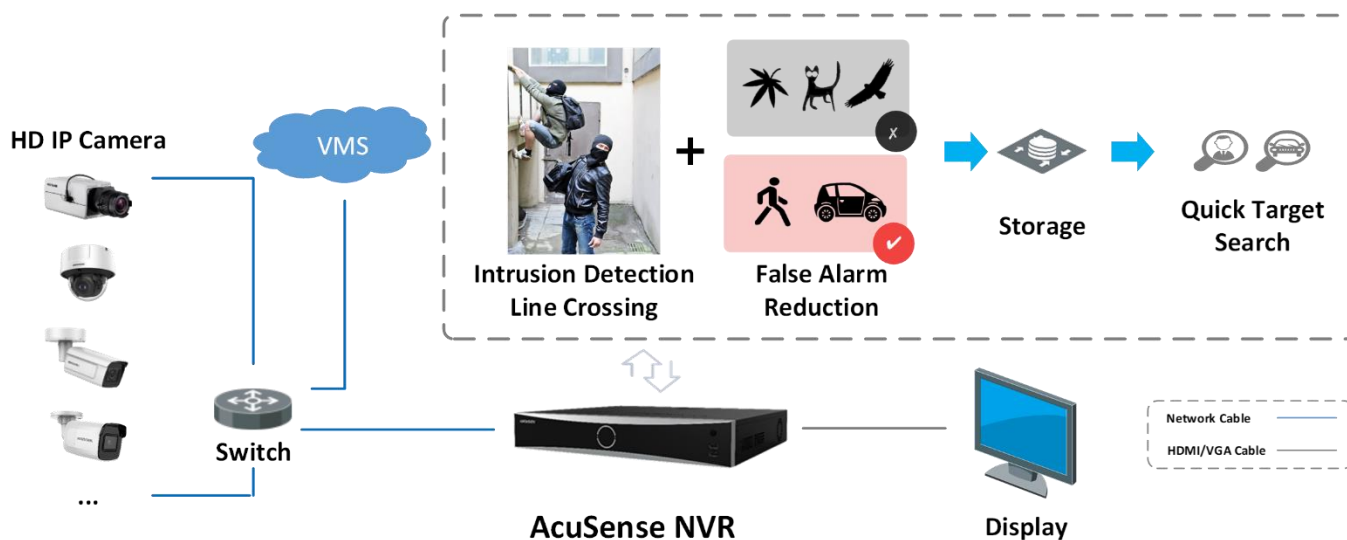 HD IP Camera
VMS
Intrusion Detection
Line Crossing
False Alarm
Reduction
Storage
Quick Target
Search
Switch
AcuSense NVR
Display
Network Cable
HDMI/VGA Cable
...